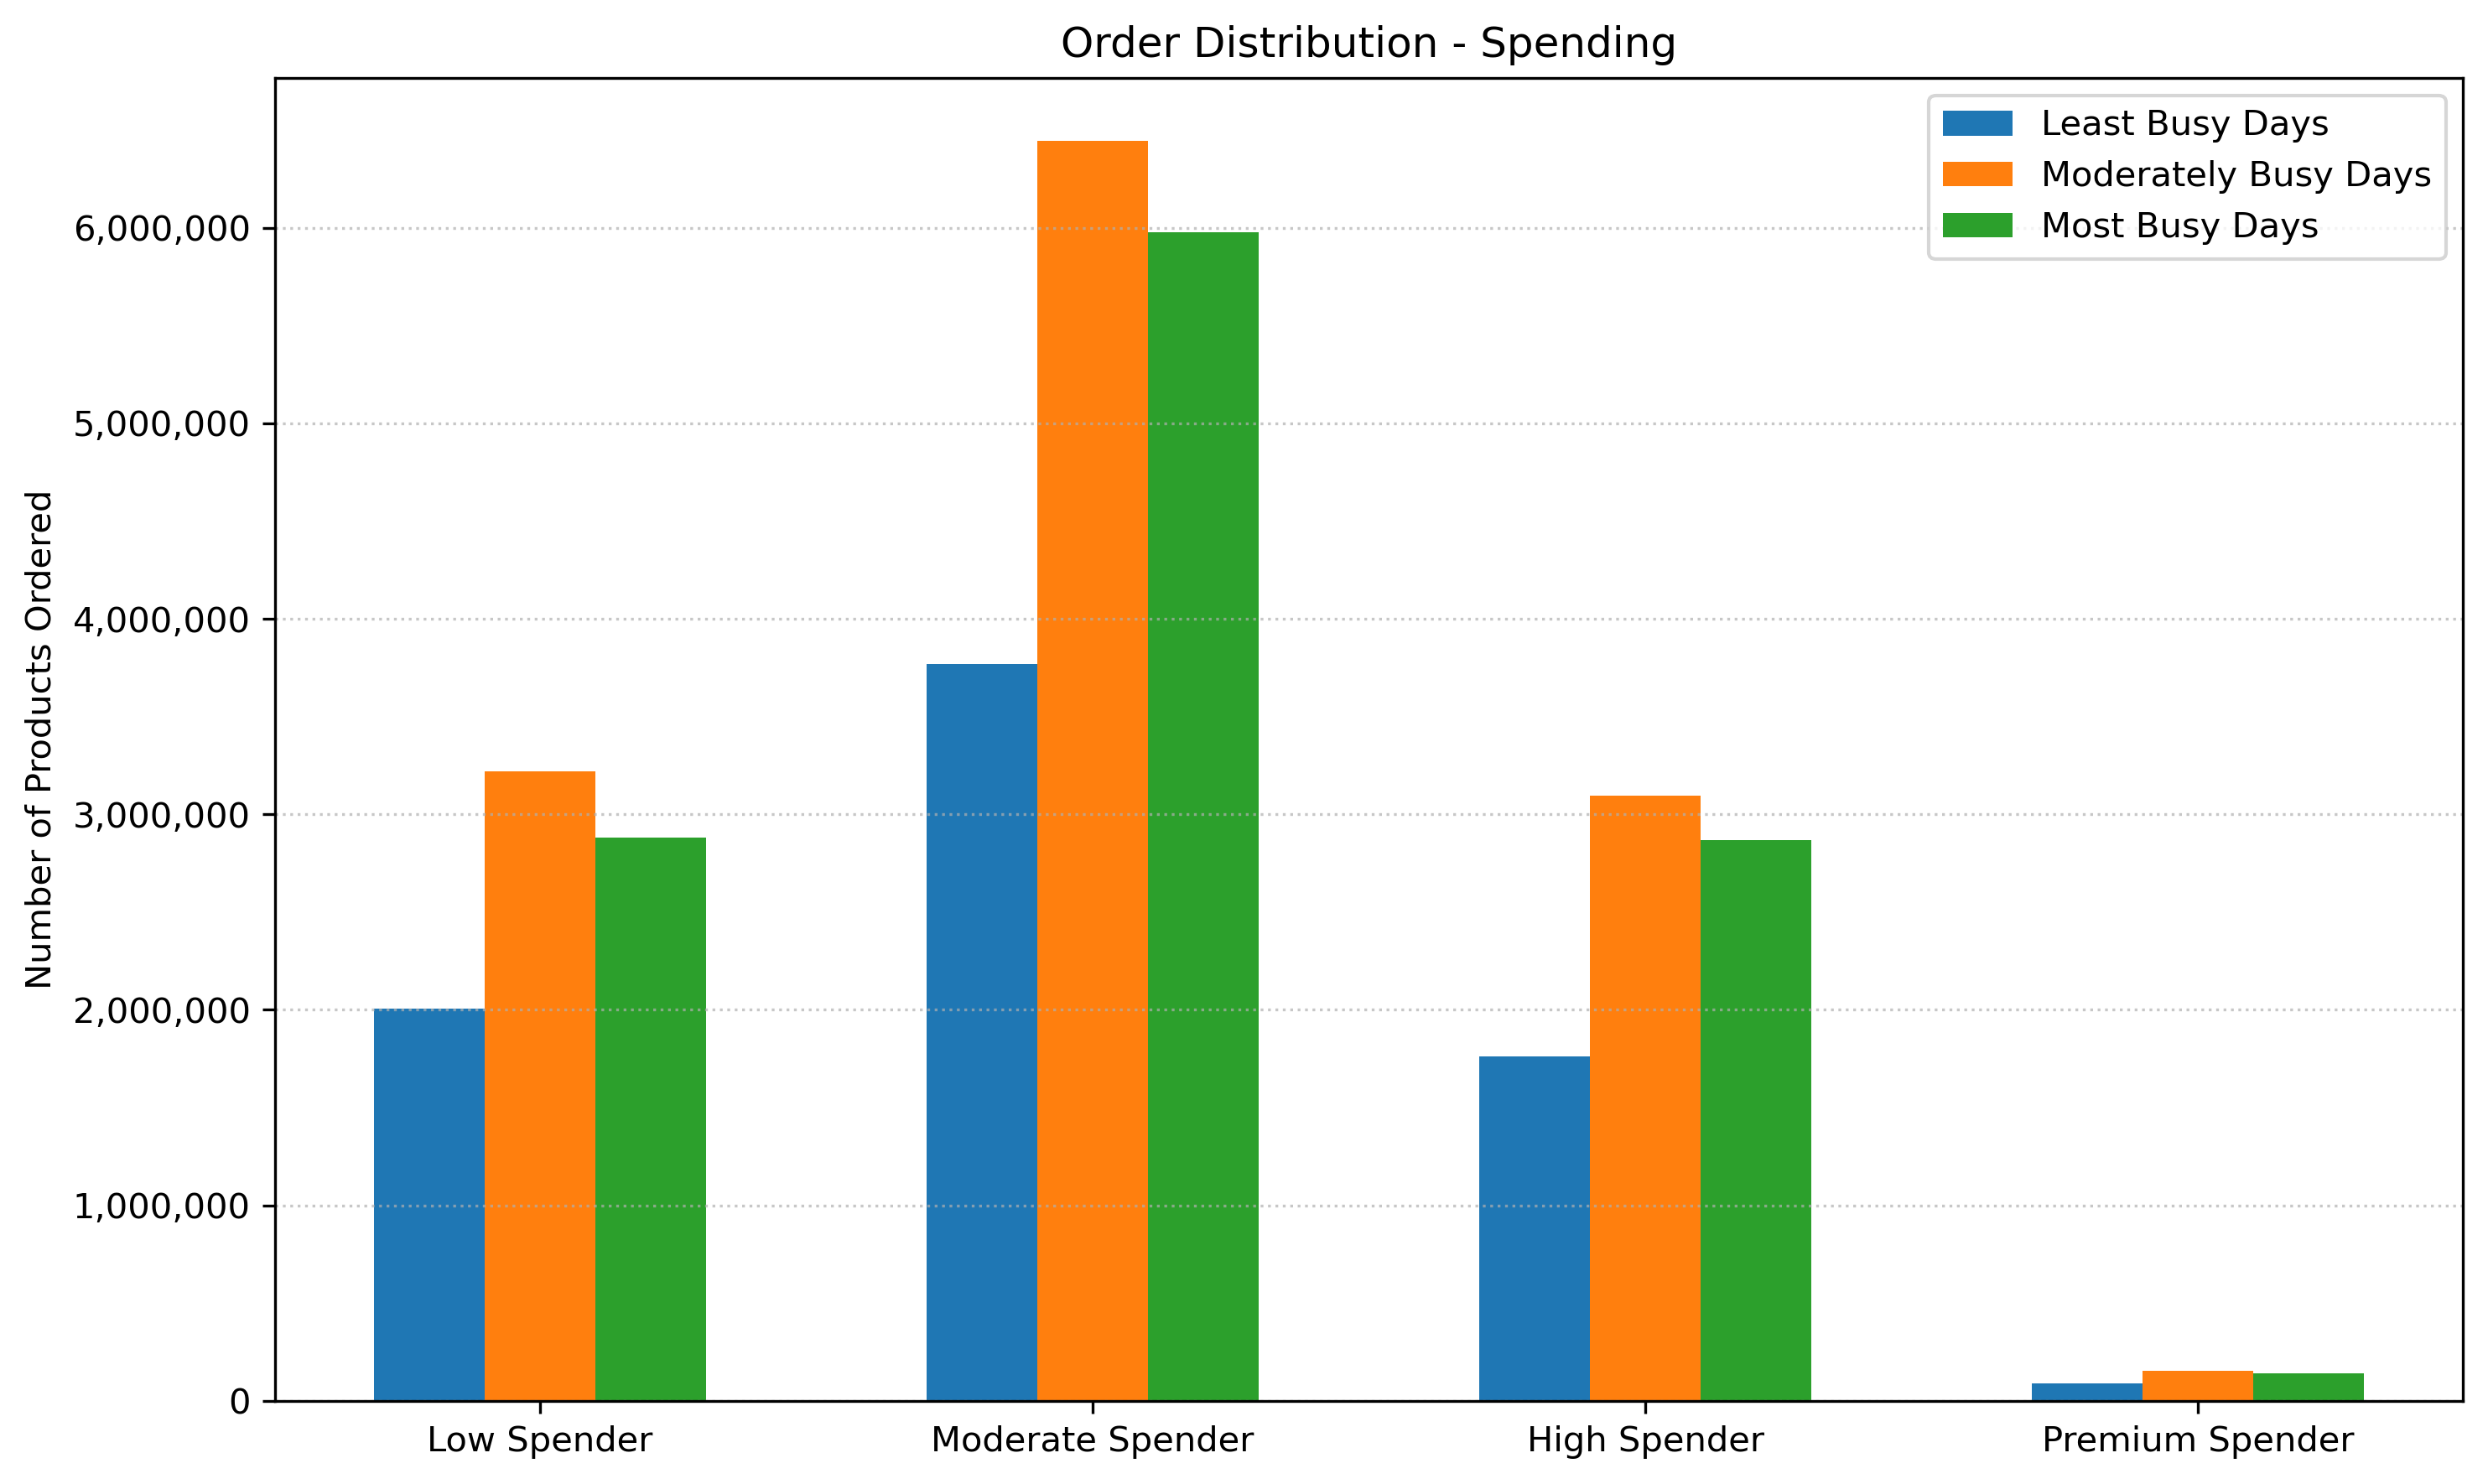 Order Distribution - Spending
Least Busy Days
Moderately Busy Days
Most Busy Days
Number of Products Ordered
6,000,000
5,000,000
4,000,000
3,000,000
2,000,000
1,000,000
0
Low Spender
Moderate Spender
High Spender
Premium Spender